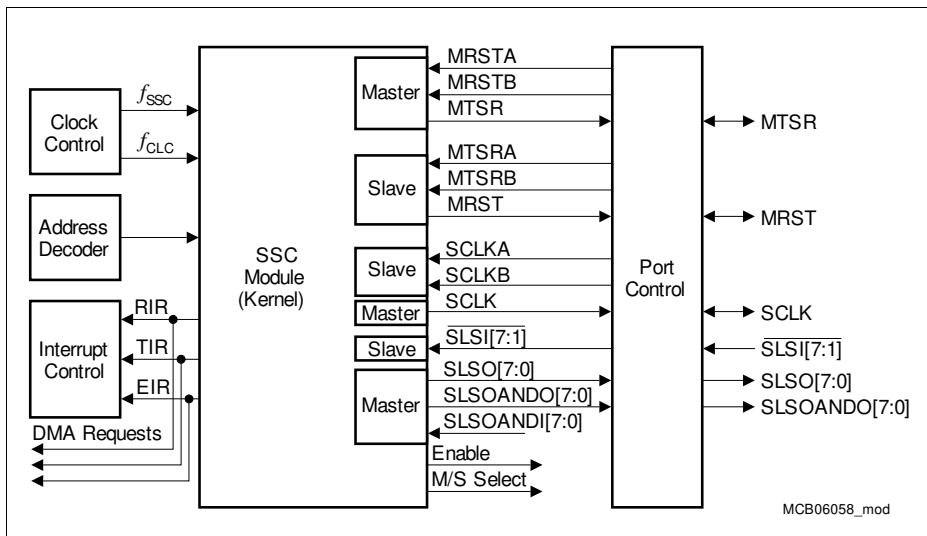 Clock
Control
fSSC
fCLC
Address
Decoder
Interrupt
Control
RIR
TIR
EIR
DMA Requests
SSC
Module
(Kernel)
Master
Slave
Slave
Master
Slave
Master
MRSTA
MRSTB
MTSR
MTSRA
MTSRB
MRST
SCLKA
SCLKB
SCLK
SLSI[7:1]
SLSO[7:0]
SLSOANDO[7:0]
SLSOANDI[7:0]
Enable
M/S Select
Port
Control
MTSR
MRST
SCLK
SLSI[7:1]
SLSO[7:0]
SLSOANDO[7:0]
MCB06058_mod